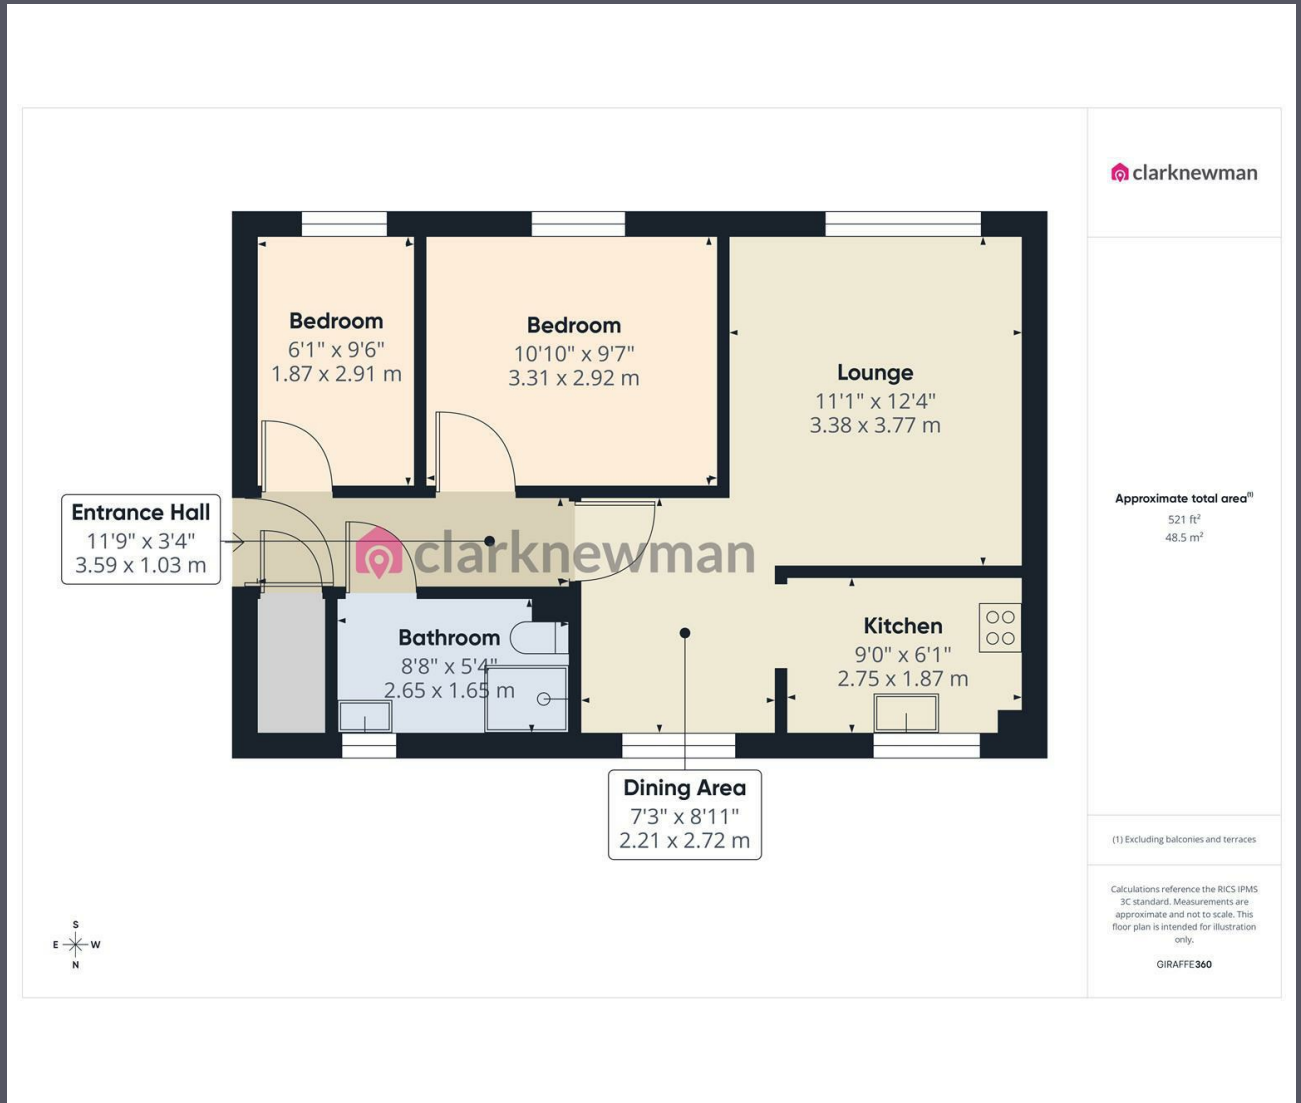 clarknewman
Bedroom
6'1" x 9'6"
1.87 x 2.91 m
Bedroom
10'10" x 9'7"
3.31 x 2.92 m
Lounge
11'1" x 12'4"
3.38 x 3.77 m
Entrance Hall
11'9" x 3'4"
3.59 x 1.03 m
clarknewman
Bathroom
8'8" x 5'4"
2.65 x 1.65 m
Kitchen
9'0" x 6'1"
2.75 x 1.87 m
Dining Area
7'3" x 8'11"
2.21 x 2.72 m
S
E W
N
Approximate total area(1)
521 ft²
48.5 m²
(1) Excluding balconies and terraces
Calculations reference the RICS IPMS
3C standard. Measurements are
approximate and not to scale. This
floor plan is intended for illustration
only.
GIRAFFE360